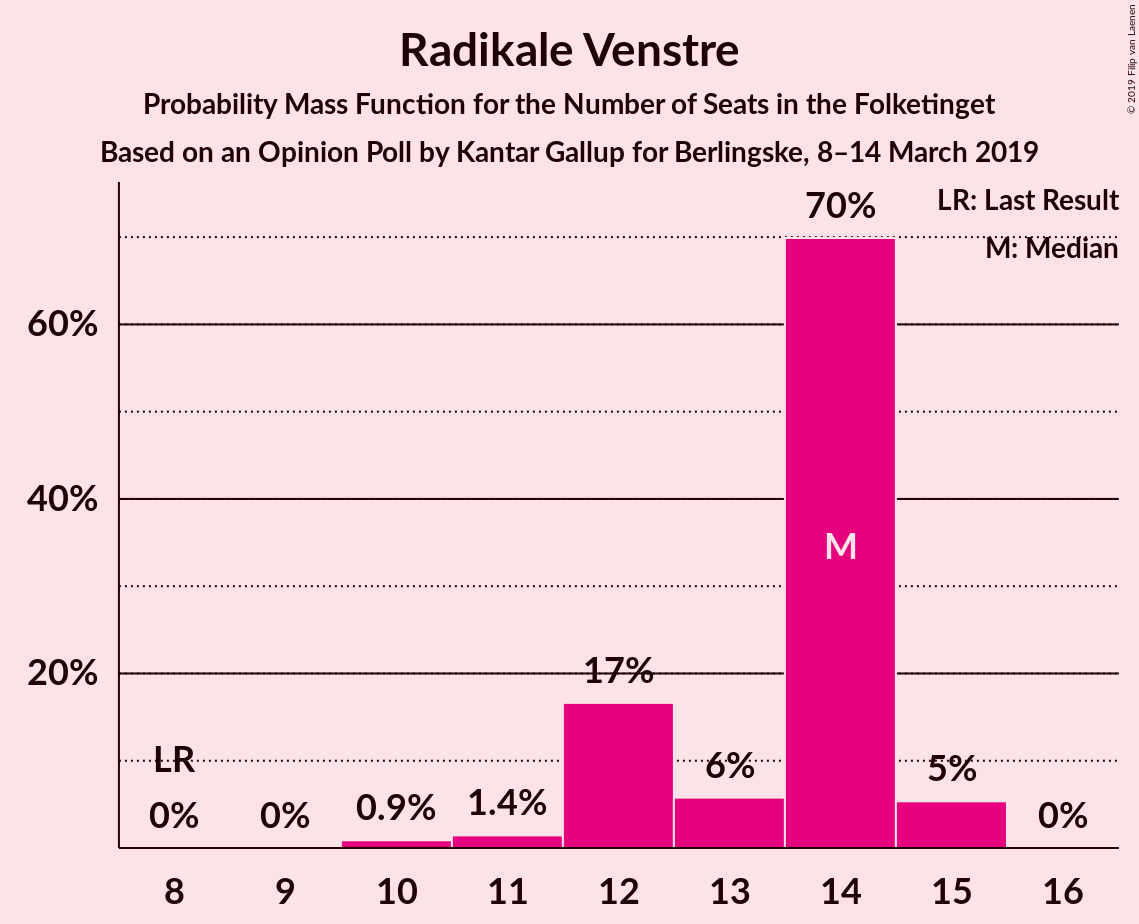 Radikale Venstre
Probability Mass Function for the Number of Seats in the Folketinget
Based on an Opinion Poll by Kantar Gallup for Berlingske, 8–14 March 2019
© 2019 Filip van Laenen
LR: Last Result
M: Median
60%
40%
20%
LR
0%
0%
0.9%
1.4%
17%
6%
70%
M
5%
0%
8 9 10 11 12 13 14 15 16